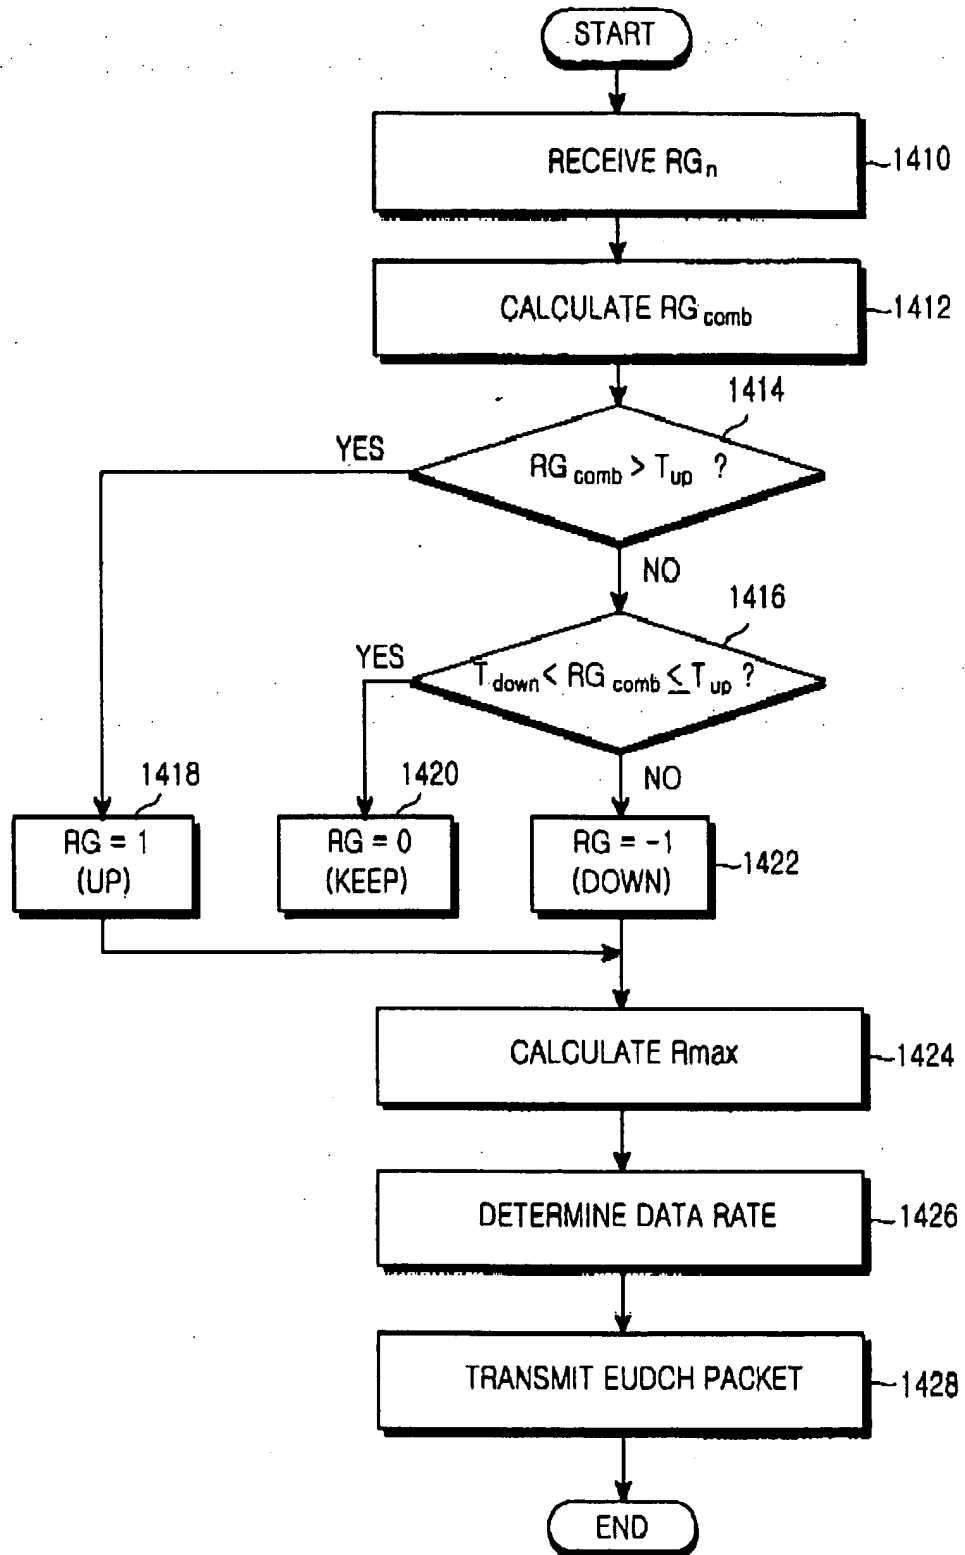 START
RECEIVE RGn
1410
CALCULATE RGcomb
1412
1414
YES
RGcomb > Tup ?
NO
1416
YES
Tdown < RGcomb ≤ Tup ?
NO
1418
1420
RG = 1
(UP)
RG = 0
(KEEP)
RG = -1
(DOWN)
1422
CALCULATE Rmax
1424
DETERMINE DATA RATE
1426
TRANSMIT EUDCH PACKET
1428
END